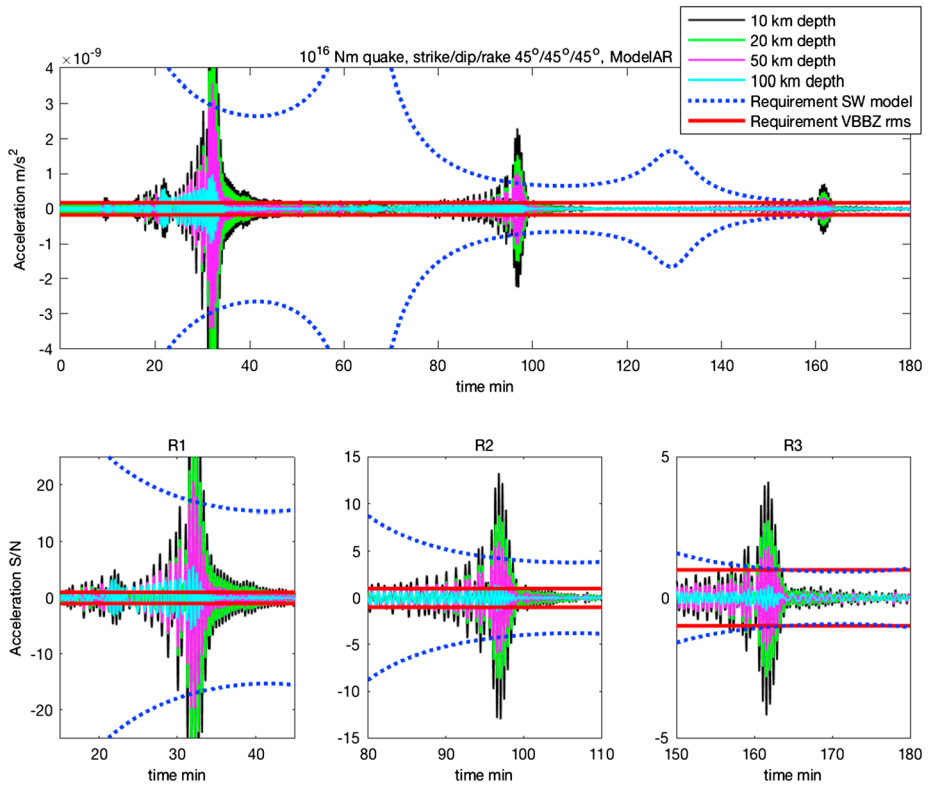 10 km depth
20 km depth
50 km depth
100 km depth
Requirement SW model
Requirement VBBZ rms
×10⁻⁹
10¹⁶ Nm quake, strike/dip/rake 45°/45°/45°, ModelAR
4
3
2
1
0
-1
-2
-3
-4
Acceleration m/s²
0 20 40 60 80 100 120 140 160 180
time min
R1
20
10
0
-10
-20
Acceleration S/N
20 30 40
time min
R2
15
10
5
0
-5
-10
-15
80 90 100 110
time min
R3
5
0
-5
150 160 170 180
time min